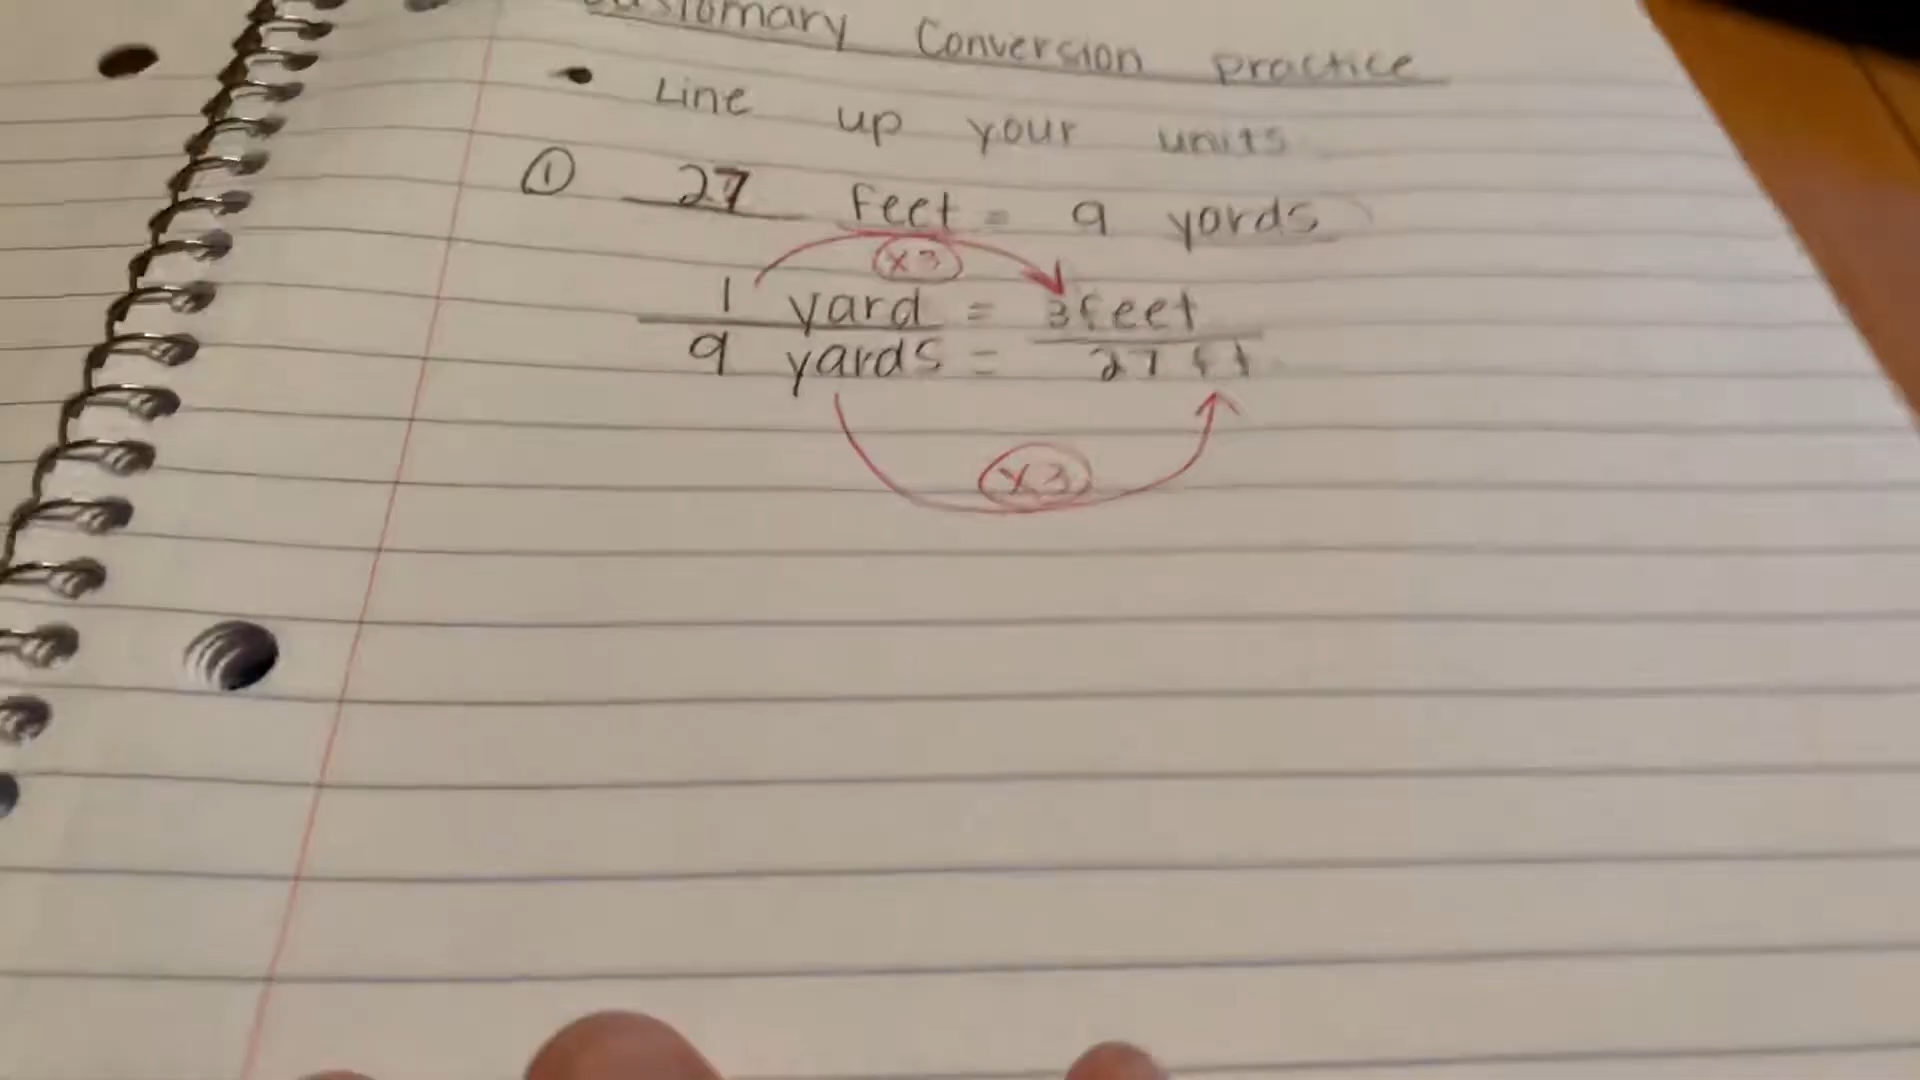 Customary Conversion practice
• Line up your units
① 27 feet = 9 yards
x3
1 yard = 3 feet
9 yards = 27 ft
x3